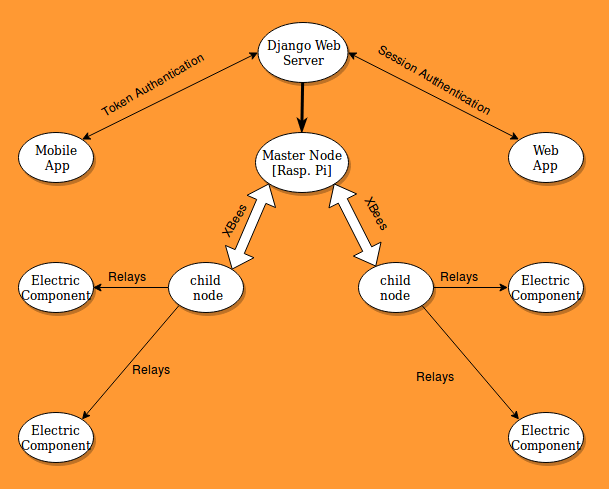 Django Web
Server
Token Authentication
Session Authentication
Mobile
App
Master Node
[Rasp. Pi]
Web
App
XBees
XBees
Electric
Component
Relays
child
node
child
node
Relays
Electric
Component
Relays
Relays
Electric
Component
Electric
Component